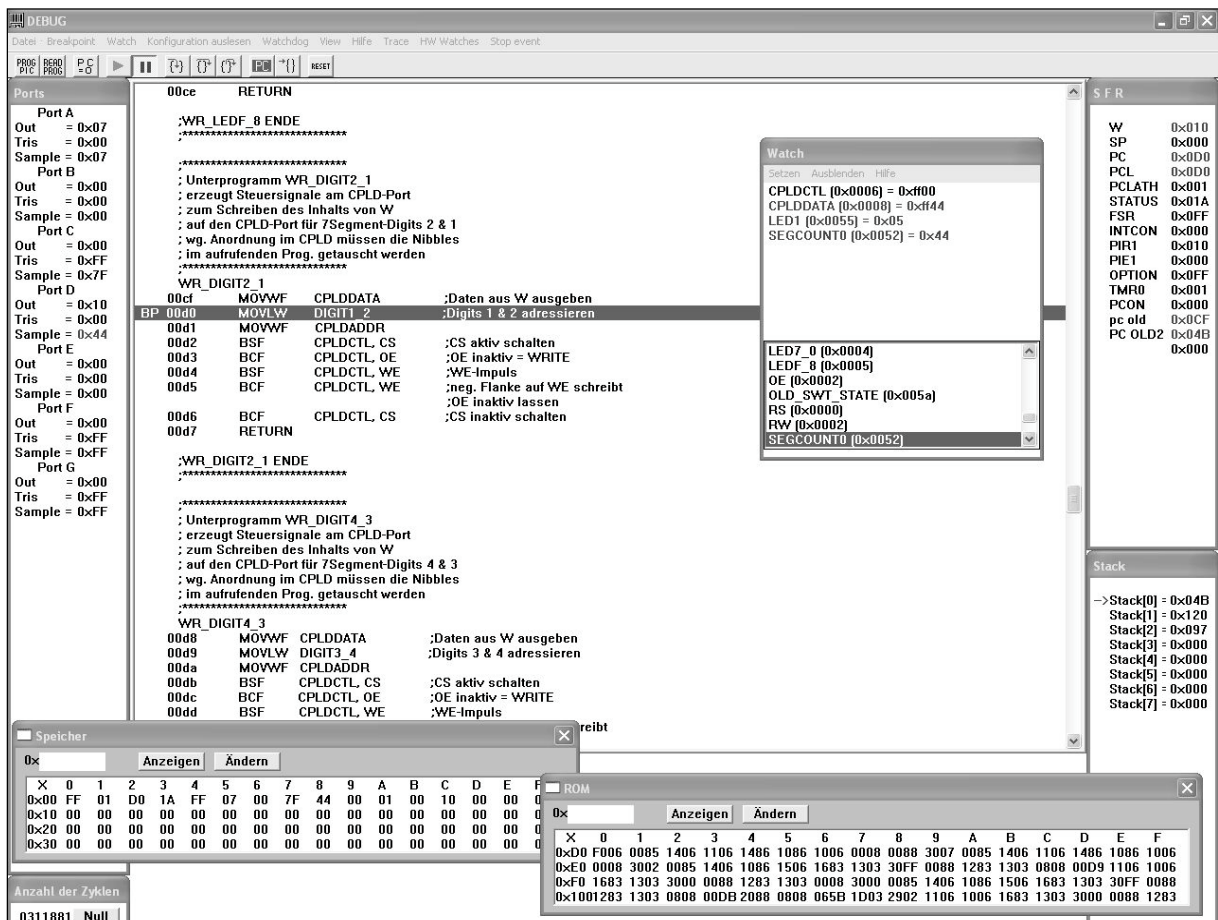 DEBUG
Datei Breakpoint Watch Konfiguration auslesen Watchdog View Hilfe Trace HW Watches Stop event
PROG PIC READ PROG PC =0 PC RESET
Ports
Port A
Out = 0x07
Tris = 0x00
Sample = 0x07
Port B
Out = 0x00
Tris = 0x00
Sample = 0x00
Port C
Out = 0x00
Tris = 0xFF
Sample = 0x7F
Port D
Out = 0x10
Tris = 0x00
Sample = 0x44
Port E
Out = 0x00
Tris = 0x00
Sample = 0x00
Port F
Out = 0x00
Tris = 0xFF
Sample = 0xFF
Port G
Out = 0x00
Tris = 0xFF
Sample = 0xFF
00ce RETURN
;WR_LEDF_8 ENDE
;*****************************
;*****************************
; Unterprogramm WR_DIGIT2_1
; erzeugt Steuersignale am CPLD-Port
; zum Schreiben des Inhalts von W
; auf den CPLD-Port für 7Segment-Digits 2 & 1
; wg. Anordnung im CPLD müssen die Nibbles
; im aufrufenden Prog. getauscht werden
;*****************************
WR_DIGIT2_1
00cf MOVWF CPLDDATA ;Daten aus W ausgeben
BP 00d0 MOVLW DIGIT1_2 ;Digits 1 & 2 adressieren
00d1 MOVWF CPLDADDR
00d2 BSF CPLDCTL, CS ;CS aktiv schalten
00d3 BCF CPLDCTL, OE ;OE inaktiv = WRITE
00d4 BSF CPLDCTL, WE ;WE-Impuls
00d5 BCF CPLDCTL, WE ;neg. Flanke auf WE schreibt
;OE inaktiv lassen
00d6 BCF CPLDCTL, CS ;CS inaktiv schalten
00d7 RETURN
;WR_DIGIT2_1 ENDE
;*****************************
;*****************************
; Unterprogramm WR_DIGIT4_3
; erzeugt Steuersignale am CPLD-Port
; zum Schreiben des Inhalts von W
; auf den CPLD-Port für 7Segment-Digits 4 & 3
; wg. Anordnung im CPLD müssen die Nibbles
; im aufrufenden Prog. getauscht werden
;*****************************
WR_DIGIT4_3
00d8 MOVWF CPLDDATA ;Daten aus W ausgeben
00d9 MOVLW DIGIT3_4 ;Digits 3 & 4 adressieren
00da MOVWF CPLDADDR
00db BSF CPLDCTL, CS ;CS aktiv schalten
00dc BCF CPLDCTL, OE ;OE inaktiv = WRITE
00dd BSF CPLDCTL, WE ;WE-Impuls
Watch
Setzen Ausblenden Hilfe
CPLDCTL (0x0006) = 0xff00
CPLDDATA (0x0008) = 0xff44
LED1 (0x0055) = 0x05
SEGCOUNT0 (0x0052) = 0x44
LED7_0 (0x0004)
LEDF_8 (0x0005)
OE (0x0002)
OLD_SWT_STATE (0x005a)
RS (0x0000)
RW (0x0002)
SEGCOUNT0 (0x0052)
S F R
W 0x010
SP 0x000
PC 0x0D0
PCL 0x0D0
PCLATH 0x001
STATUS 0x01A
FSR 0x0FF
INTCON 0x000
PIR1 0x010
PIE1 0x000
OPTION 0x0FF
TMR0 0x001
PCON 0x000
pc old 0x0CF
PC OLD2 0x04B
0x000
Stack
->Stack[0] = 0x04B
Stack[1] = 0x120
Stack[2] = 0x097
Stack[3] = 0x000
Stack[4] = 0x000
Stack[5] = 0x000
Stack[6] = 0x000
Stack[7] = 0x000
Speicher
0x Anzeigen Ändern
X 0 1 2 3 4 5 6 7 8 9 A B C D E F
0x00 FF 01 D0 1A FF 07 00 7F 44 00 01 00 10 00 00
0x10 00 00 00 00 00 00 00 00 00 00 00 00 00 00 00
0x20 00 00 00 00 00 00 00 00 00 00 00 00 00 00 00
0x30 00 00 00 00 00 00 00 00 00 00 00 00 00 00 00
ROM
0x Anzeigen Ändern
X 0 1 2 3 4 5 6 7 8 9 A B C D E F
0xD0 F006 0085 1406 1106 1486 1086 1006 0008 0088 3007 0085 1406 1106 1486 1086 1006
0xE0 0008 3002 0085 1406 1086 1506 1683 1303 30FF 0088 1283 1303 0808 00D9 1106 1006
0xF0 1683 1303 3000 0088 1283 1303 0008 3000 0085 1406 1086 1506 1683 1303 30FF 0088
0x1001283 1303 0808 00DB 2088 0808 065B 1D03 2902 1106 1006 1683 1303 3000 0088 1283
Anzahl der Zyklen
0311881 Null